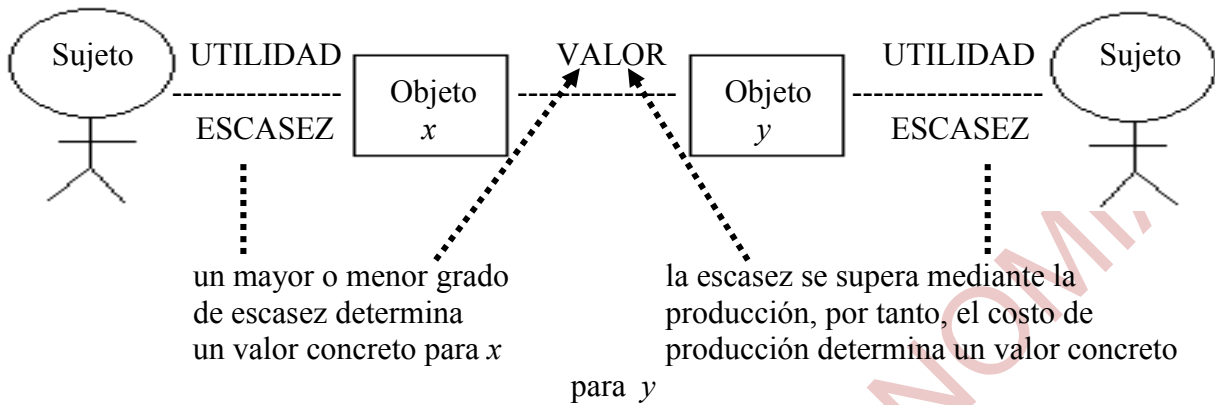 Sujeto UTILIDAD VALOR UTILIDAD Sujeto
Objeto Objeto
x y
ESCASEZ ESCASEZ
un mayor o menor grado
de escasez determina
un valor concreto para x
la escasez se supera mediante la
producción, por tanto, el costo de
producción determina un valor concreto
para y
NOMÍA